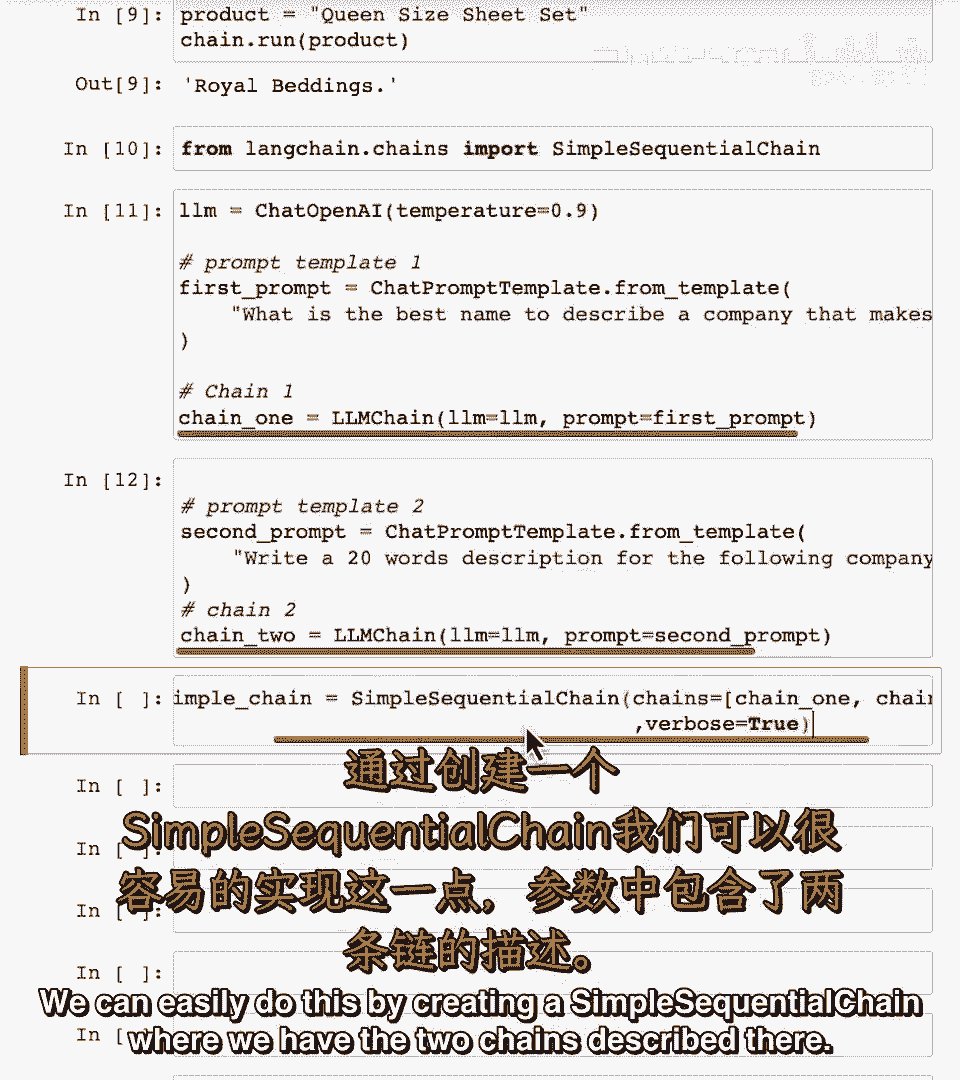 In [9]: product = "Queen Size Sheet Set"
chain.run(product)
Out[9]: 'Royal Beddings.'
In [10]: from langchain.chains import SimpleSequentialChain
In [11]: llm = ChatOpenAI(temperature=0.9)
# prompt template 1
first_prompt = ChatPromptTemplate.from_template(
"What is the best name to describe a company that makes
)
# Chain 1
chain_one = LLMChain(llm=llm, prompt=first_prompt)
In [12]:
# prompt template 2
second_prompt = ChatPromptTemplate.from_template(
"Write a 20 words description for the following company
)
# chain 2
chain_two = LLMChain(llm=llm, prompt=second_prompt)
In [ ]: imple_chain = SimpleSequentialChain(chains=[chain_one, chain
,verbose=True)
In [ ]:
In [ ]:
In [ ]:
In [ ]:
In [
通过创建一个
SimpleSequentialChain我们可以很
容易的实现这一点，参数中包含了两
条链的描述。
We can easily do this by creating a SimpleSequentialChain
where we have the two chains described there.